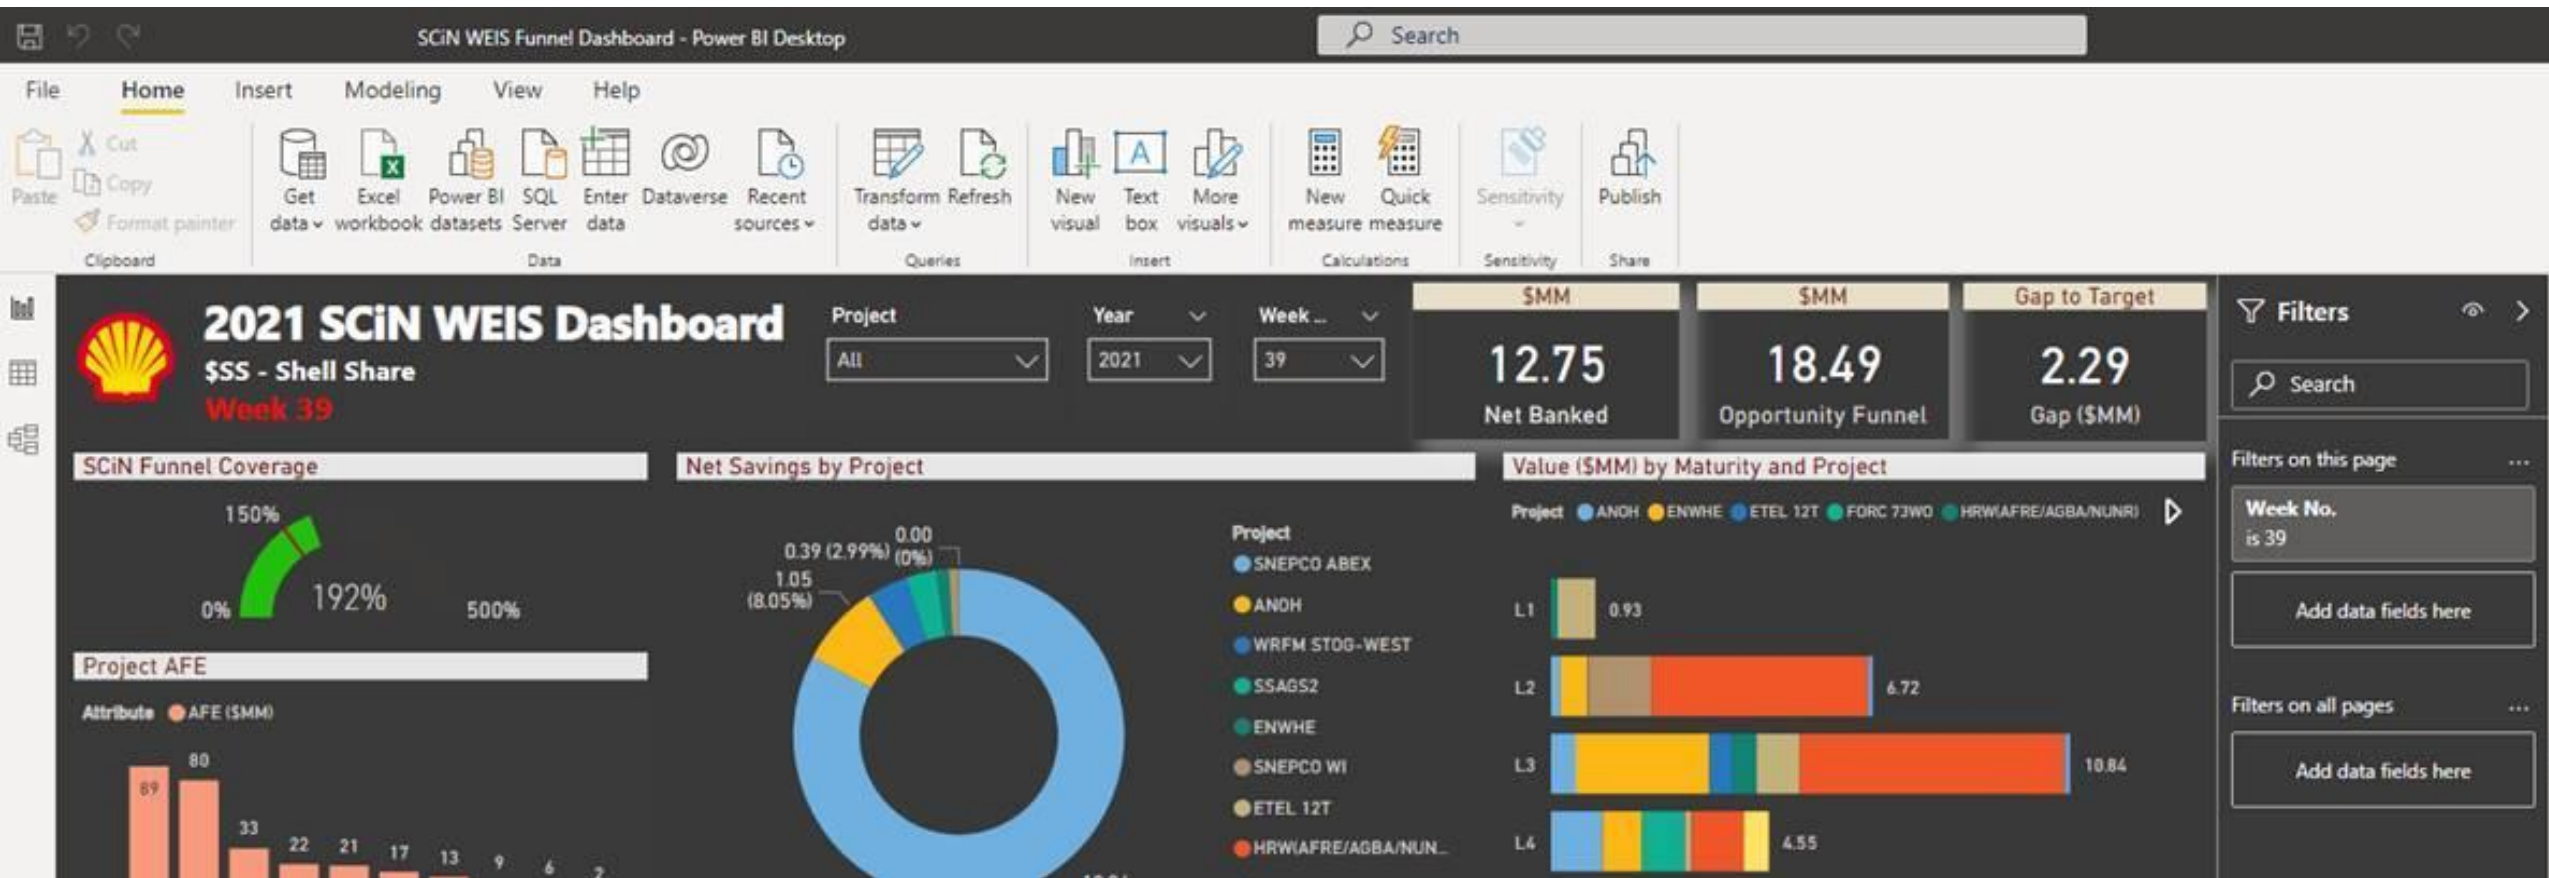 SCiN WEIS Funnel Dashboard - Power BI Desktop
Search
File Home Insert Modeling View Help
Paste
Cut
Copy
Format painter
Clipboard
Get data
Excel workbook
Power BI datasets
SQL Server
Enter data
Dataverse
Recent sources
Data
Transform data
Refresh
Queries
New visual
Text box
More visuals
Insert
New measure
Quick measure
Calculations
Sensitivity
Sensitivity
Publish
Share
2021 SCiN WEIS Dashboard
$SS - Shell Share
Week 39
Project
All
Year
2021
Week ...
39
$MM
12.75
Net Banked
$MM
18.49
Opportunity Funnel
Gap to Target
2.29
Gap ($MM)
SCiN Funnel Coverage
150%
0%
192%
500%
Project AFE
Attribute AFE ($MM)
89
80
33
22
21
17
13
9
6
2
Net Savings by Project
0.00
(0%)
0.39 (2.99%)
1.05
(8.05%)
Project
SNEPCO ABEX
ANOH
WRFM STOG-WEST
SSAGS2
ENWHE
SNEPCO WI
ETEL 12T
HRW(AFRE/AGBA/NUN...
Value ($MM) by Maturity and Project
Project ANOH ENWHE ETEL 12T FORC 73WO HRW(AFRE/AGBA/NUNR)
L1 0.93
L2 6.72
L3 10.84
L4 4.55
Filters
Search
Filters on this page ...
Week No.
is 39
Add data fields here
Filters on all pages ...
Add data fields here